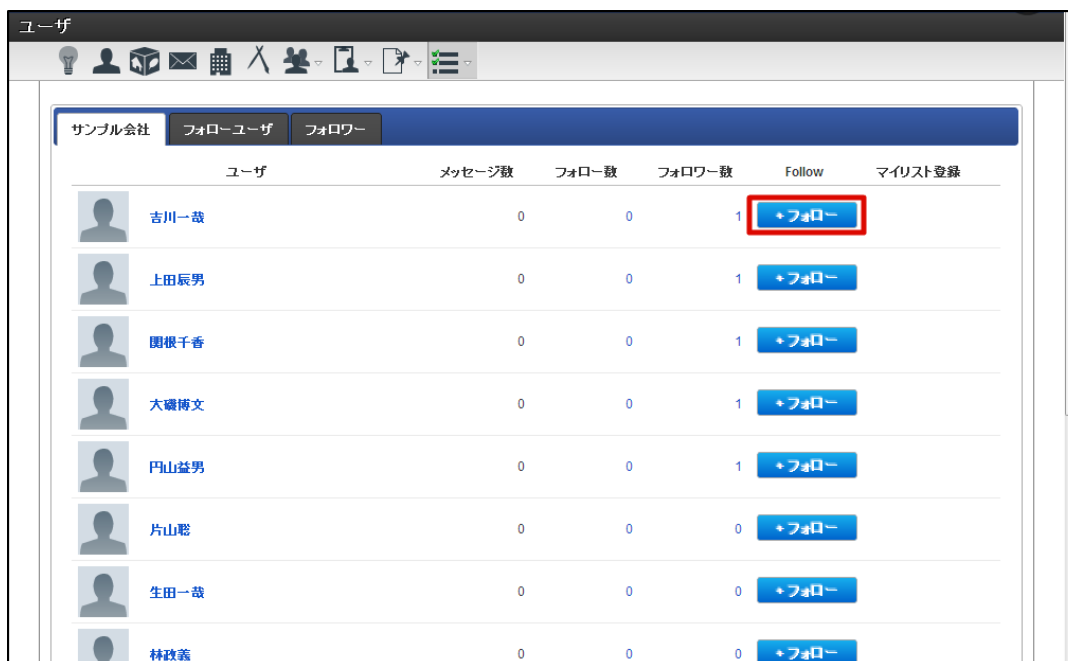 ユーザ
サンプル会社 フォローユーザ フォロワー
ユーザ メッセージ数 フォロー数 フォロワー数 Follow マイリスト登録
吉川一哉 0 0 1 +フォロー
上田辰男 0 0 1 +フォロー
関根千香 0 0 1 +フォロー
大磯博文 0 0 1 +フォロー
円山益男 0 0 1 +フォロー
片山聡 0 0 0 +フォロー
生田一哉 0 0 0 +フォロー
林政義 0 0 0 +フォロー